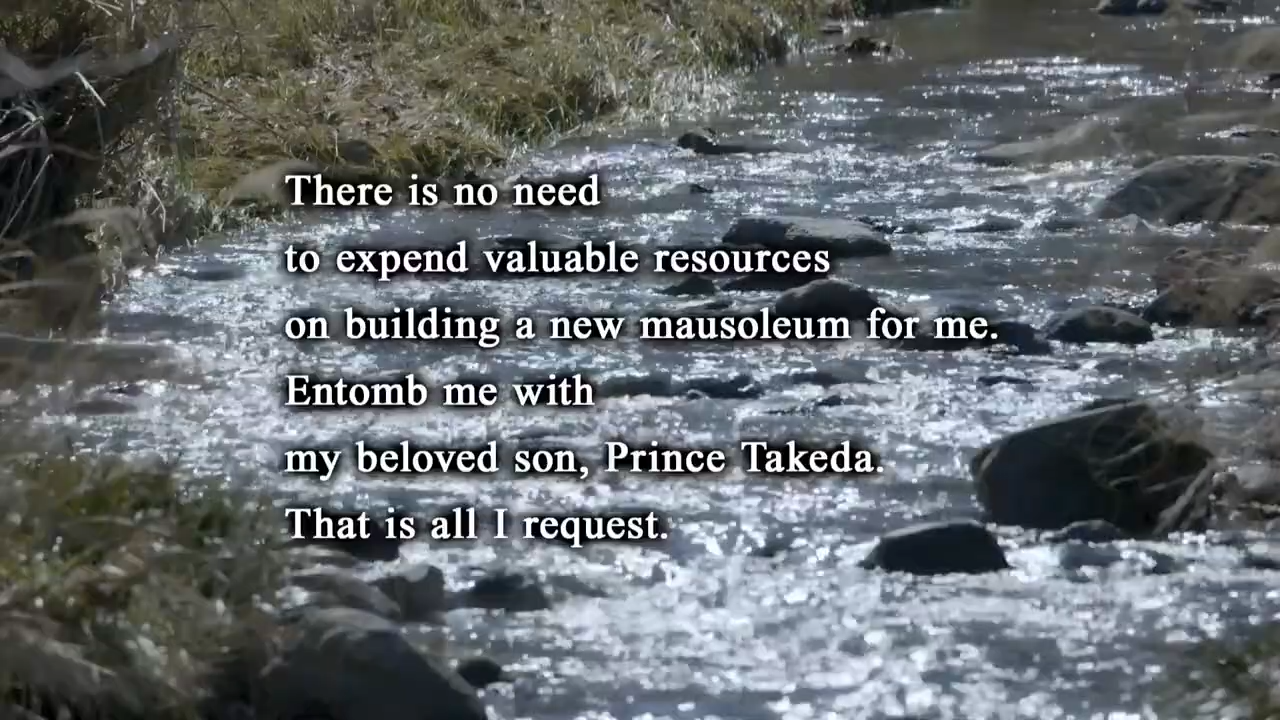 There is no need
to expend valuable resources
on building a new mausoleum for me.
Entomb me with
my beloved son, Prince Takeda.
That is all I request.